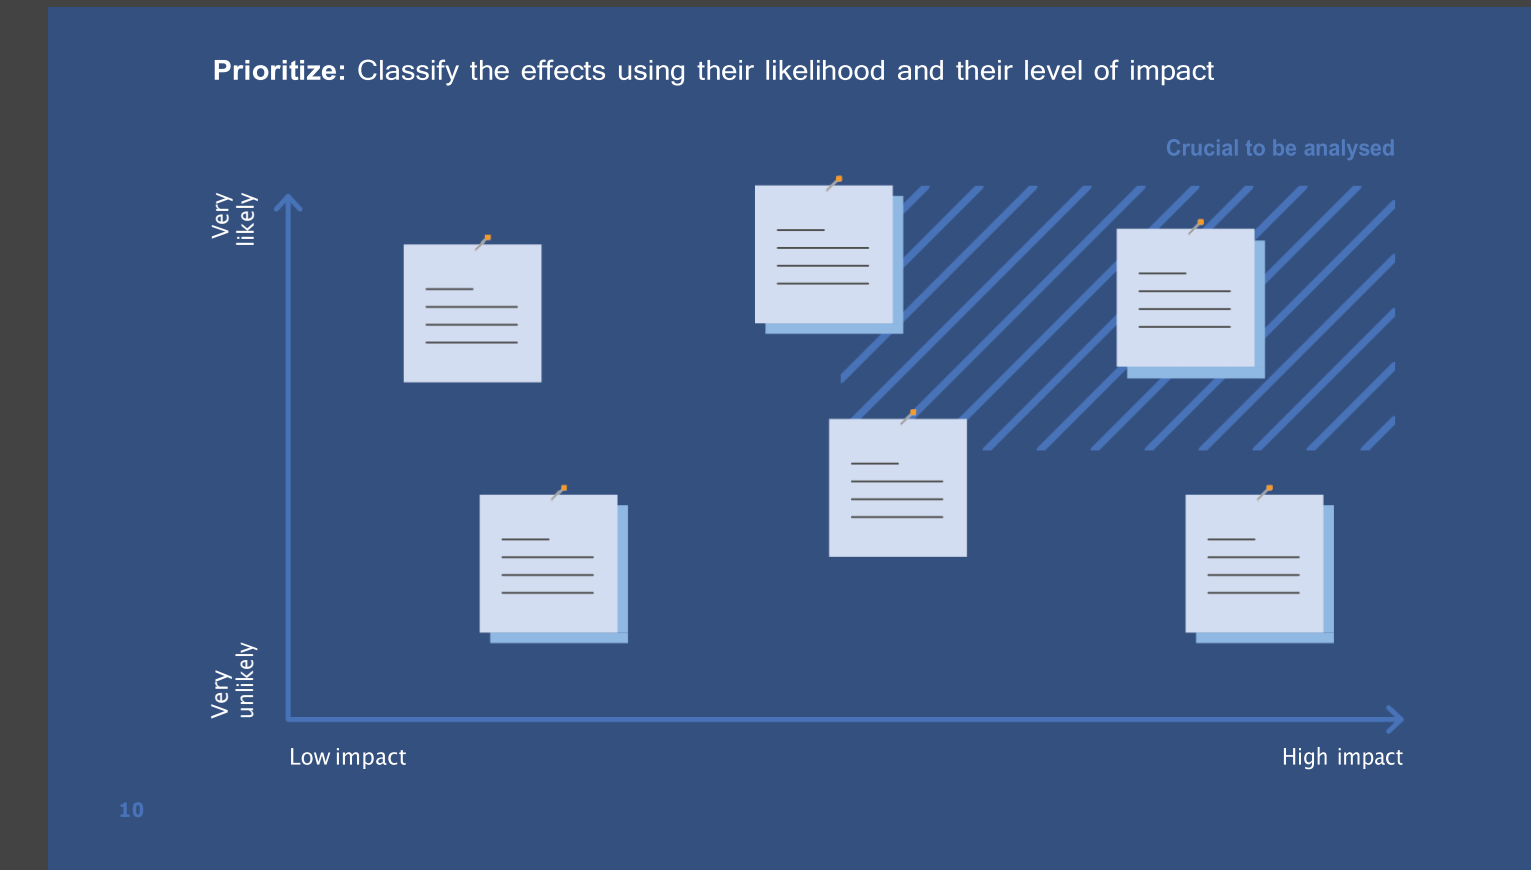 Prioritize: Classify the effects using their likelihood and their level of impact
Crucial to be analysed
Very
likely
Very
unlikely
Low impact
High impact
10